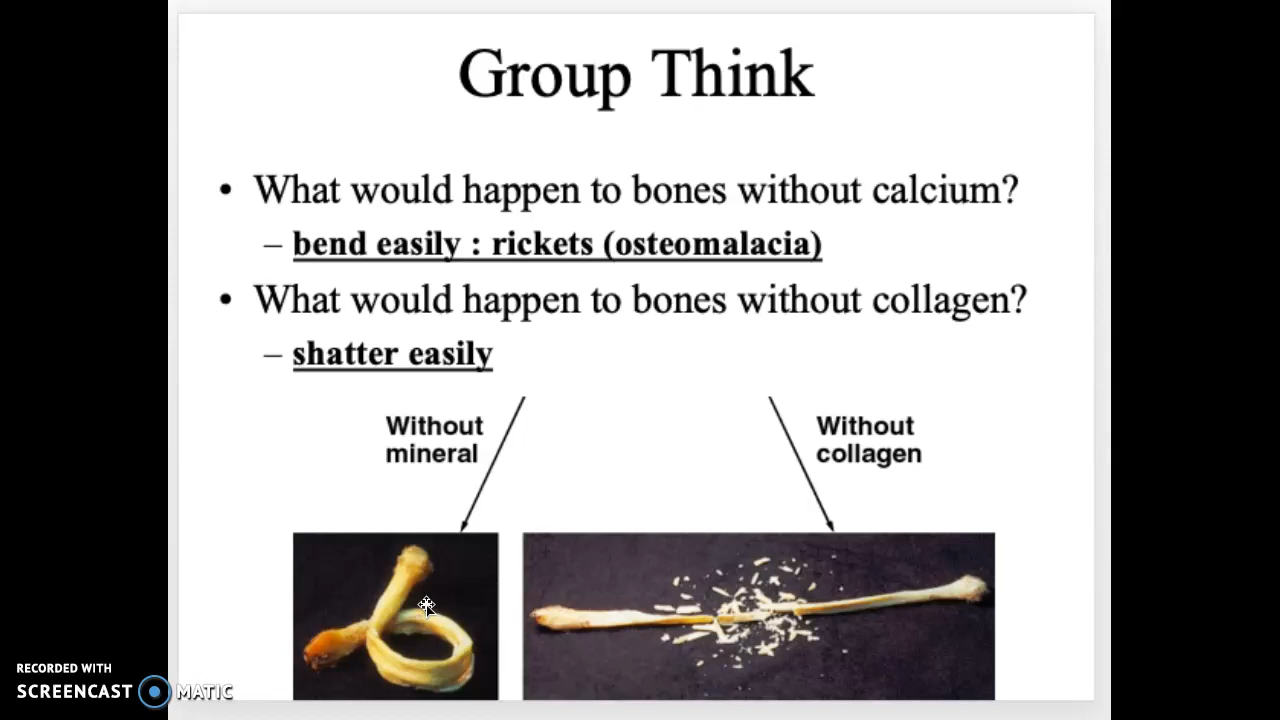 Group Think
• What would happen to bones without calcium?
– bend easily : rickets (osteomalacia)
• What would happen to bones without collagen?
– shatter easily
Without
mineral
Without
collagen
RECORDED WITH
SCREENCAST MATIC